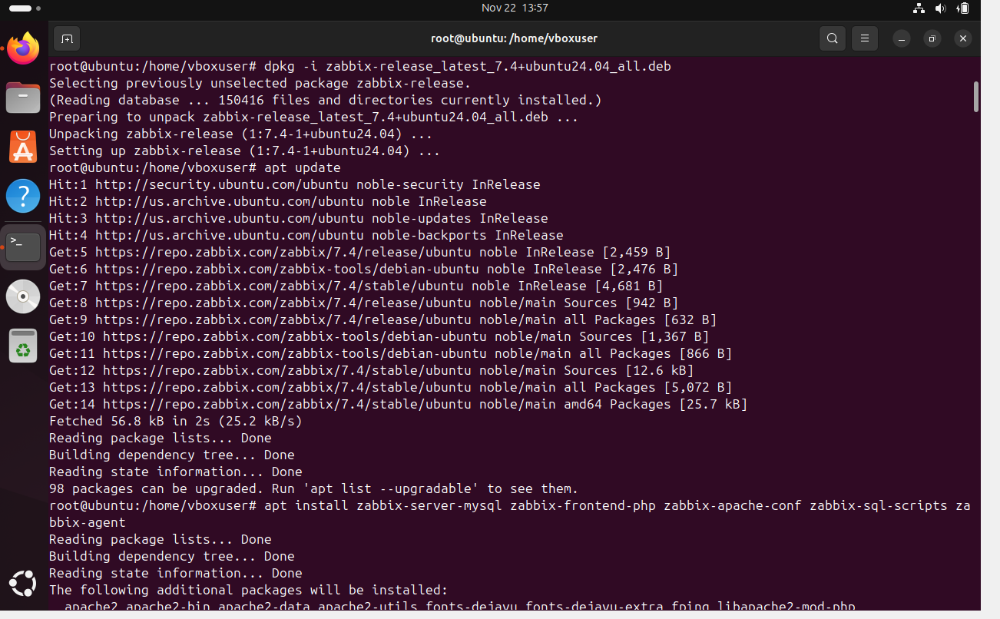 Nov 22 13:57
root@ubuntu: /home/vboxuser
root@ubuntu:/home/vboxuser# dpkg -i zabbix-release_latest_7.4+ubuntu24.04_all.deb
Selecting previously unselected package zabbix-release.
(Reading database ... 150416 files and directories currently installed.)
Preparing to unpack zabbix-release_latest_7.4+ubuntu24.04_all.deb ...
Unpacking zabbix-release (1:7.4-1+ubuntu24.04) ...
Setting up zabbix-release (1:7.4-1+ubuntu24.04) ...
root@ubuntu:/home/vboxuser# apt update
Hit:1 http://security.ubuntu.com/ubuntu noble-security InRelease
Hit:2 http://us.archive.ubuntu.com/ubuntu noble InRelease
Hit:3 http://us.archive.ubuntu.com/ubuntu noble-updates InRelease
Hit:4 http://us.archive.ubuntu.com/ubuntu noble-backports InRelease
Get:5 https://repo.zabbix.com/zabbix/7.4/release/ubuntu noble InRelease [2,459 B]
Get:6 https://repo.zabbix.com/zabbix-tools/debian-ubuntu noble InRelease [2,476 B]
Get:7 https://repo.zabbix.com/zabbix/7.4/stable/ubuntu noble InRelease [4,681 B]
Get:8 https://repo.zabbix.com/zabbix/7.4/release/ubuntu noble/main Sources [942 B]
Get:9 https://repo.zabbix.com/zabbix/7.4/release/ubuntu noble/main all Packages [632 B]
Get:10 https://repo.zabbix.com/zabbix-tools/debian-ubuntu noble/main Sources [1,367 B]
Get:11 https://repo.zabbix.com/zabbix-tools/debian-ubuntu noble/main all Packages [866 B]
Get:12 https://repo.zabbix.com/zabbix/7.4/stable/ubuntu noble/main Sources [12.6 kB]
Get:13 https://repo.zabbix.com/zabbix/7.4/stable/ubuntu noble/main all Packages [5,072 B]
Get:14 https://repo.zabbix.com/zabbix/7.4/stable/ubuntu noble/main amd64 Packages [25.7 kB]
Fetched 56.8 kB in 2s (25.2 kB/s)
Reading package lists... Done
Building dependency tree... Done
Reading state information... Done
98 packages can be upgraded. Run 'apt list --upgradable' to see them.
root@ubuntu:/home/vboxuser# apt install zabbix-server-mysql zabbix-frontend-php zabbix-apache-conf zabbix-sql-scripts za
bbix-agent
Reading package lists... Done
Building dependency tree... Done
Reading state information... Done
The following additional packages will be installed:
apache2 apache2-bin apache2-data apache2-utils fonts-dejavu fonts-dejavu-extra fping libapache2-mod-php